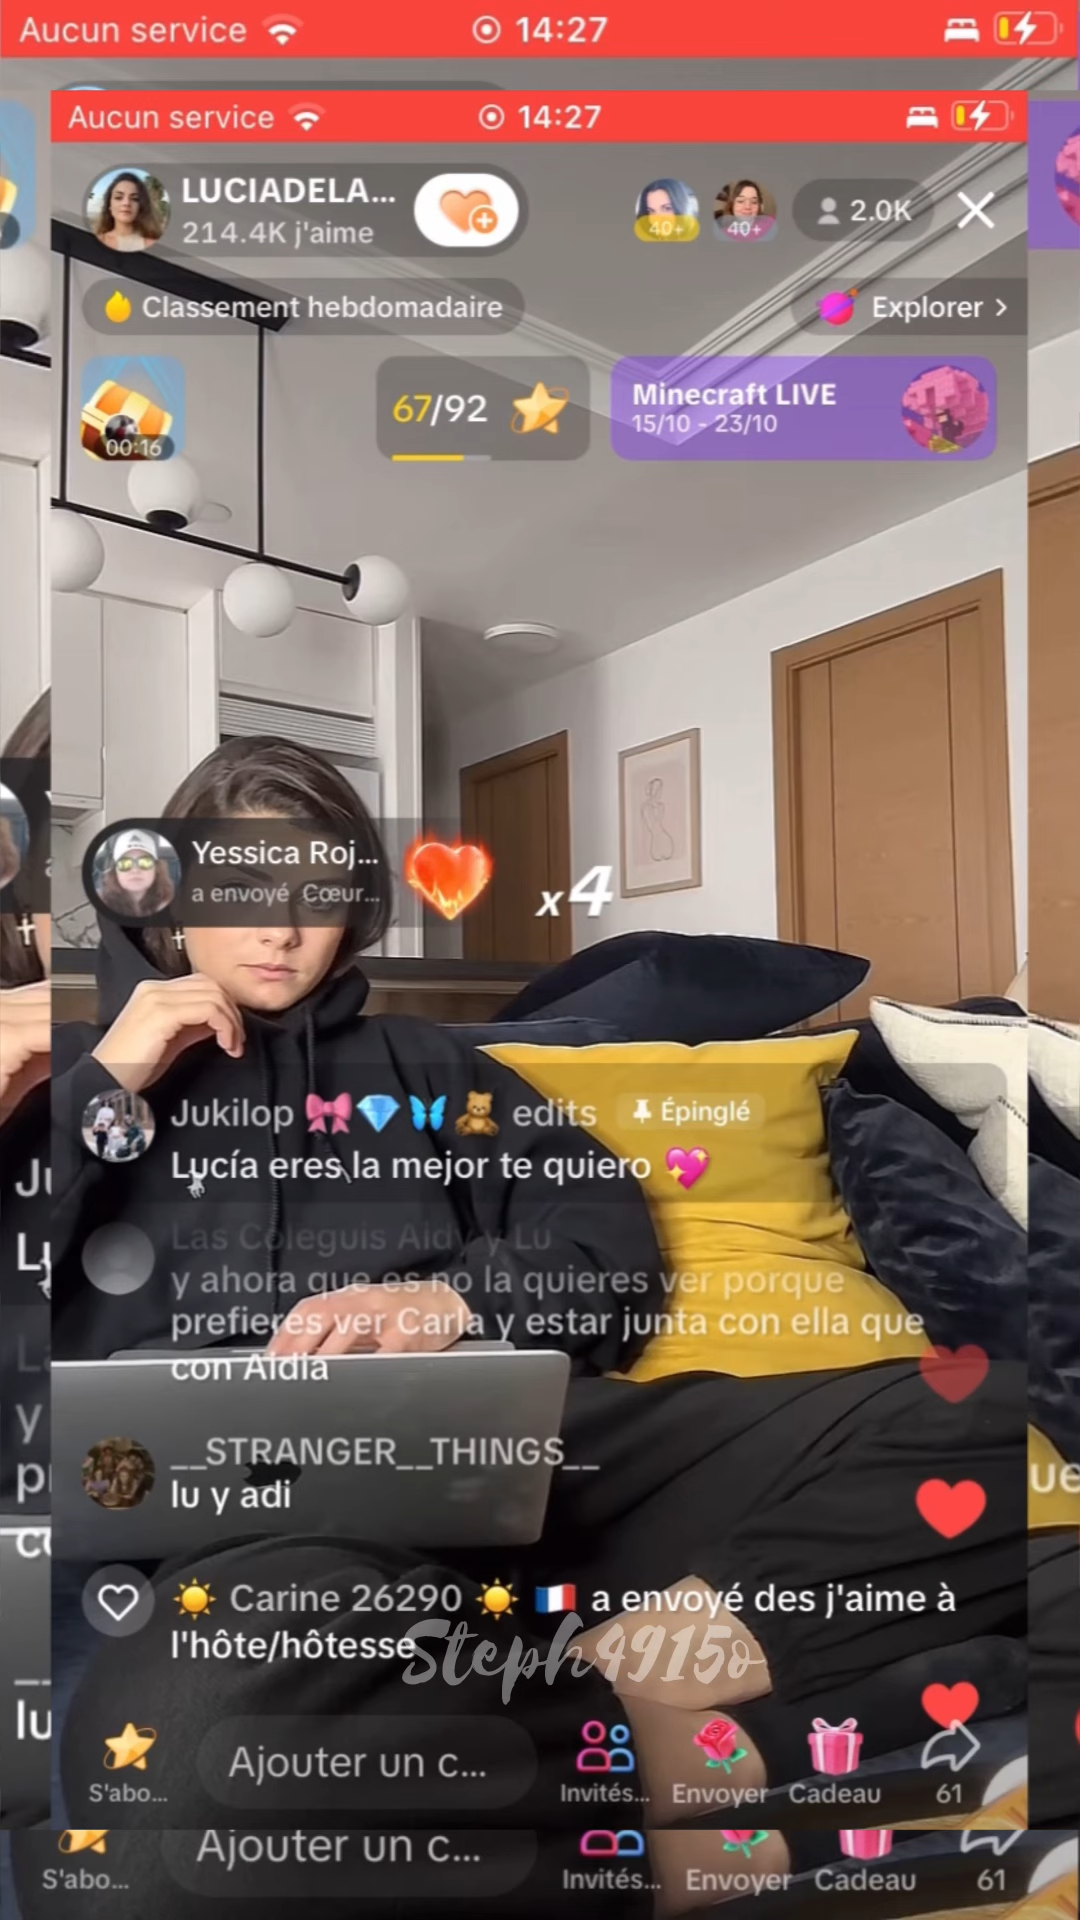 Aucun service 14:27
Aucun service 14:27
LUCIADELA...
214.4K j'aime
40+ 40+
2.0K
Classement hebdomadaire
Explorer >
00:16
67/92
Minecraft LIVE
15/10 - 23/10
Yessica Roj...
a envoyé Cœur...
x4
Jukilop 🎀💎🦋🧸 edits Épinglé
Lucía eres la mejor te quiero 💖
Las Coleguis Aidy y Lu
y ahora que es no la quieres ver porque
prefieres ver Carla y estar junta con ella que
con Aidia
__STRANGER__THINGS__
lu y adi
☀️ Carine 26290 ☀️ 🇫🇷 a envoyé des j'aime à
l'hôte/hôtesse
Steph49150
Ajouter un c...
S'abo... Invités... Envoyer Cadeau 61
Ajouter un c...
S'abo... Invités... Envoyer Cadeau 61